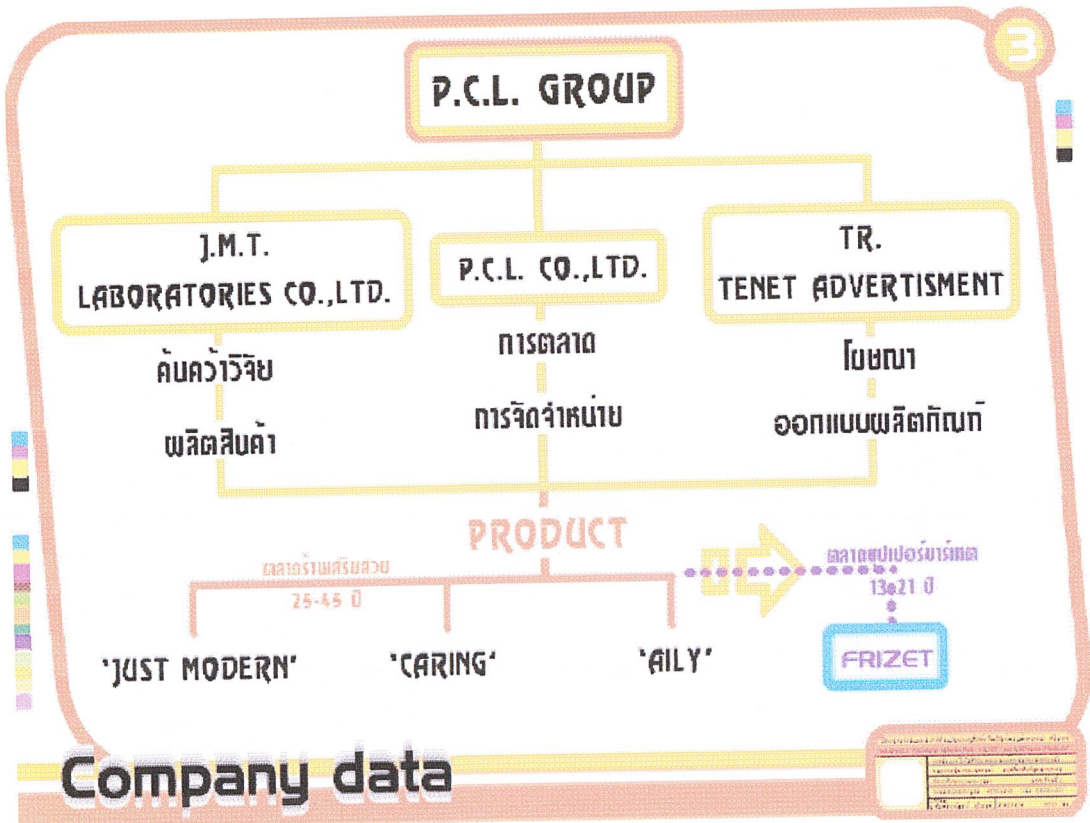 3
P.C.L. GROUP
J.M.T.
LABORATORIES CO.,LTD.
P.C.L. CO.,LTD.
TR.
TENET ADVERTISMENT
ค้นคว้าวิจัย
ผลิตสินค้า
การตลาด
การจัดจำหน่าย
โฆษณา
ออกแบบผลิตภัณฑ์
PRODUCT
ตลาดร้านเสริมสวย
25-45 ปี
ตลาดซุปเปอร์มาร์เกต
13-21 ปี
'JUST MODERN'
'CARING'
'AILY'
FRIZET
Company data